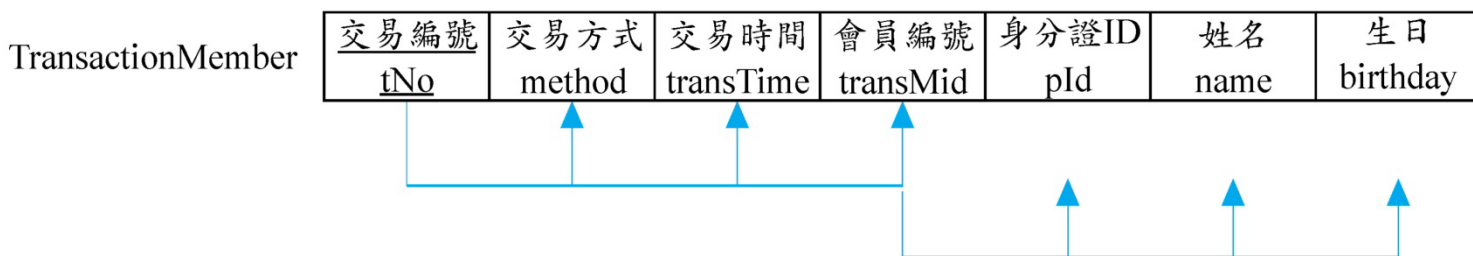 TransactionMember
交易編號 交易方式 交易時間 會員編號 身分證ID 姓名 生日
tNo method transTime transMid pId name birthday